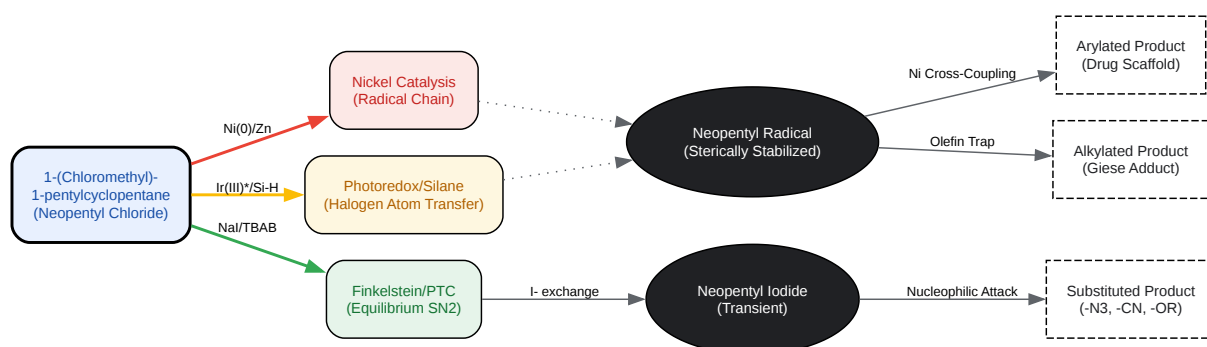 1-(Chloromethyl)-
1-pentylcyclopentane
(Neopentyl Chloride)
Ni(0)/Zn
Ir(III)*/Si-H
NaI/TBAB
Nickel Catalysis
(Radical Chain)
Photoredox/Silane
(Halogen Atom Transfer)
Finkelstein/PTC
(Equilibrium SN2)
I- exchange
Neopentyl Radical
(Sterically Stabilized)
Neopentyl Iodide
(Transient)
Ni Cross-Coupling
Olefin Trap
Nucleophilic Attack
Arylated Product
(Drug Scaffold)
Alkylated Product
(Giese Adduct)
Substituted Product
(-N3, -CN, -OR)